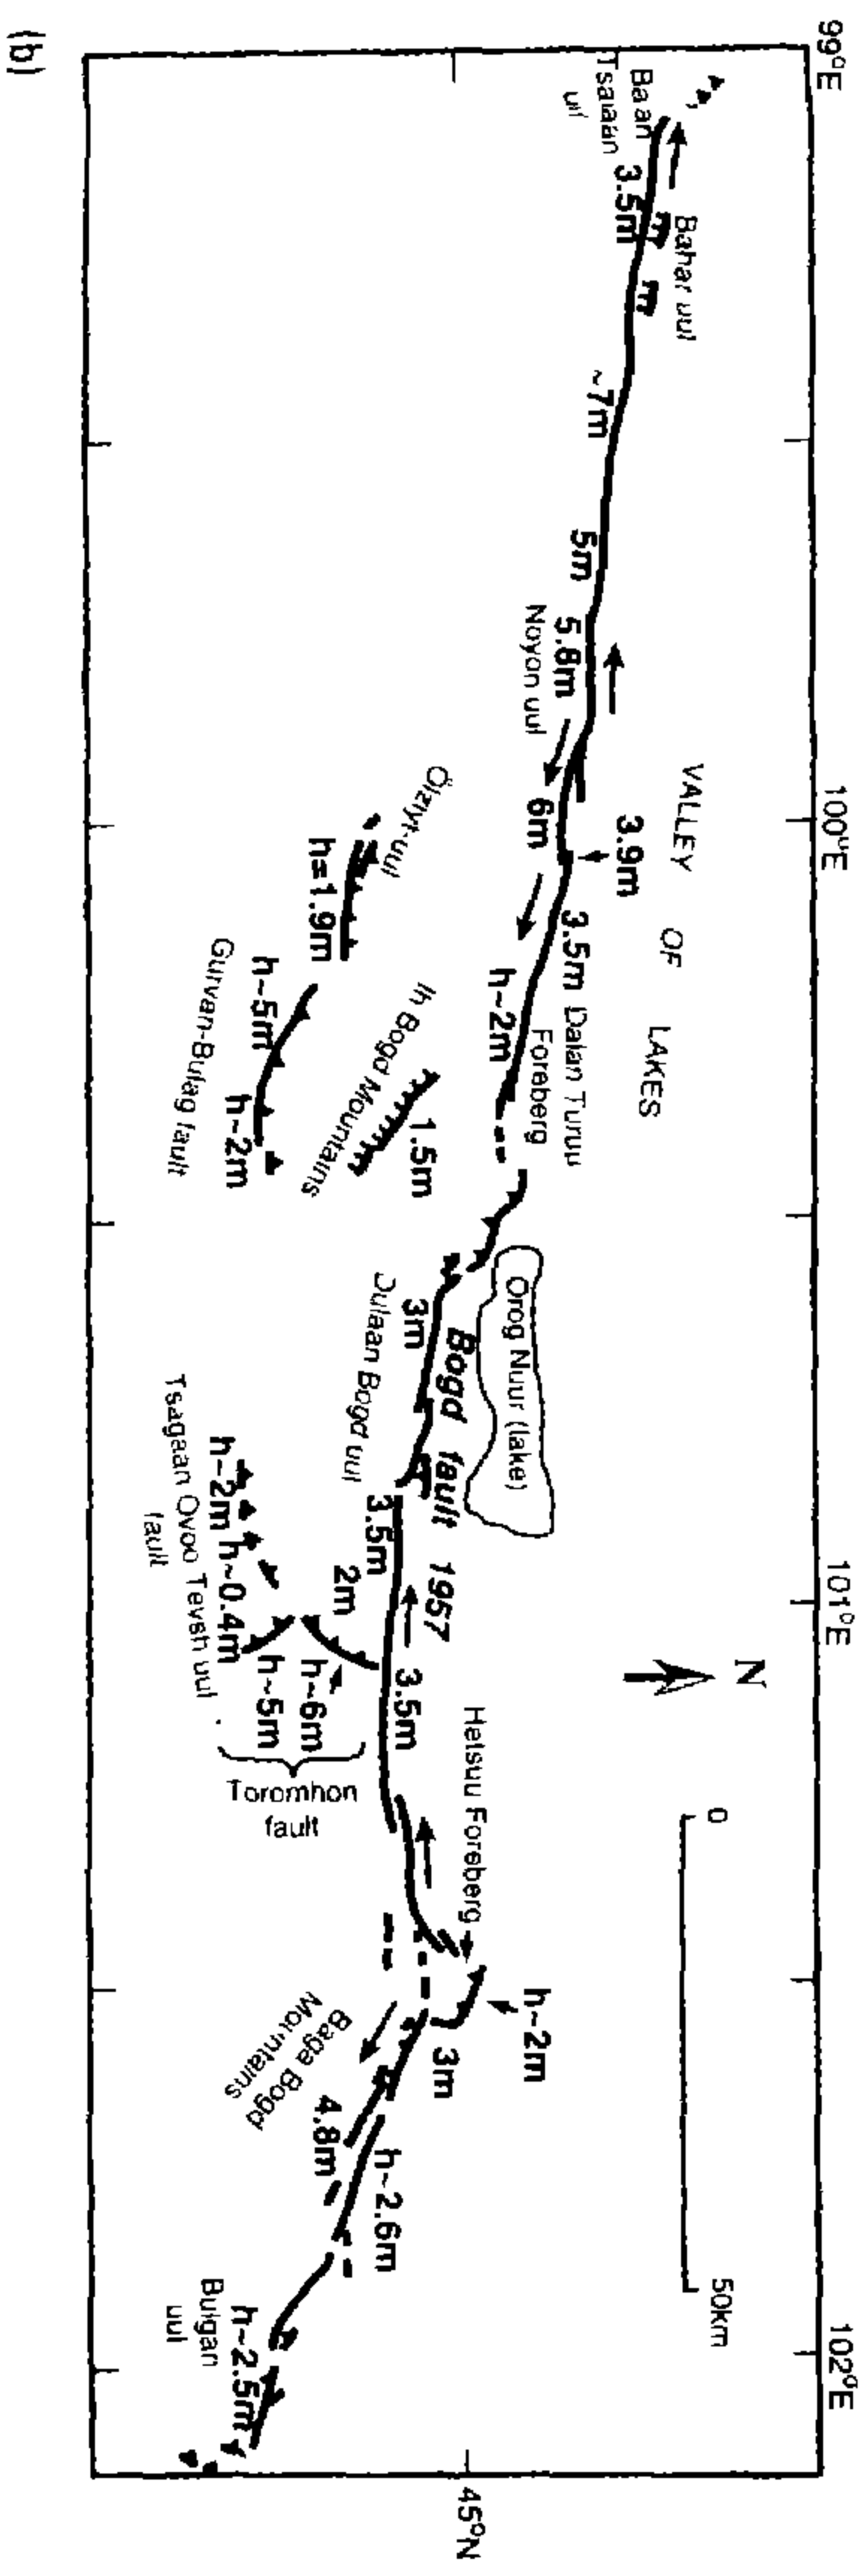 99°E
100°E
101°E
102°E
45°N
N
0
50km
Bahar uul
Baan
Tsagaan
uul
3.5m
~7m
5m
5.8m
Noyon uul
6m
3.9m
VALLEY OF LAKES
3.5m
Dalan Turuu
Foreberg
h~2m
Ölziyt-uul
h=1.9m
Ih Bogd Mountains
1.5m
h~5m
h~2m
Gurvan-Bulag fault
Orog Nuur (lake)
Bogd fault 1957
3m
Dulaan Bogd uul
3.5m
2m
3.5m
h~6m
h~5m
Toromhon
fault
h~2m
h~0.4m
Tsagaan Ovoo Tevsh uul
fault
Hetsuu Foreberg
h~2m
3m
Baga Bogd
Mountains
4.8m
h~2.6m
Bulgan
uul
h~2.5m
(b)